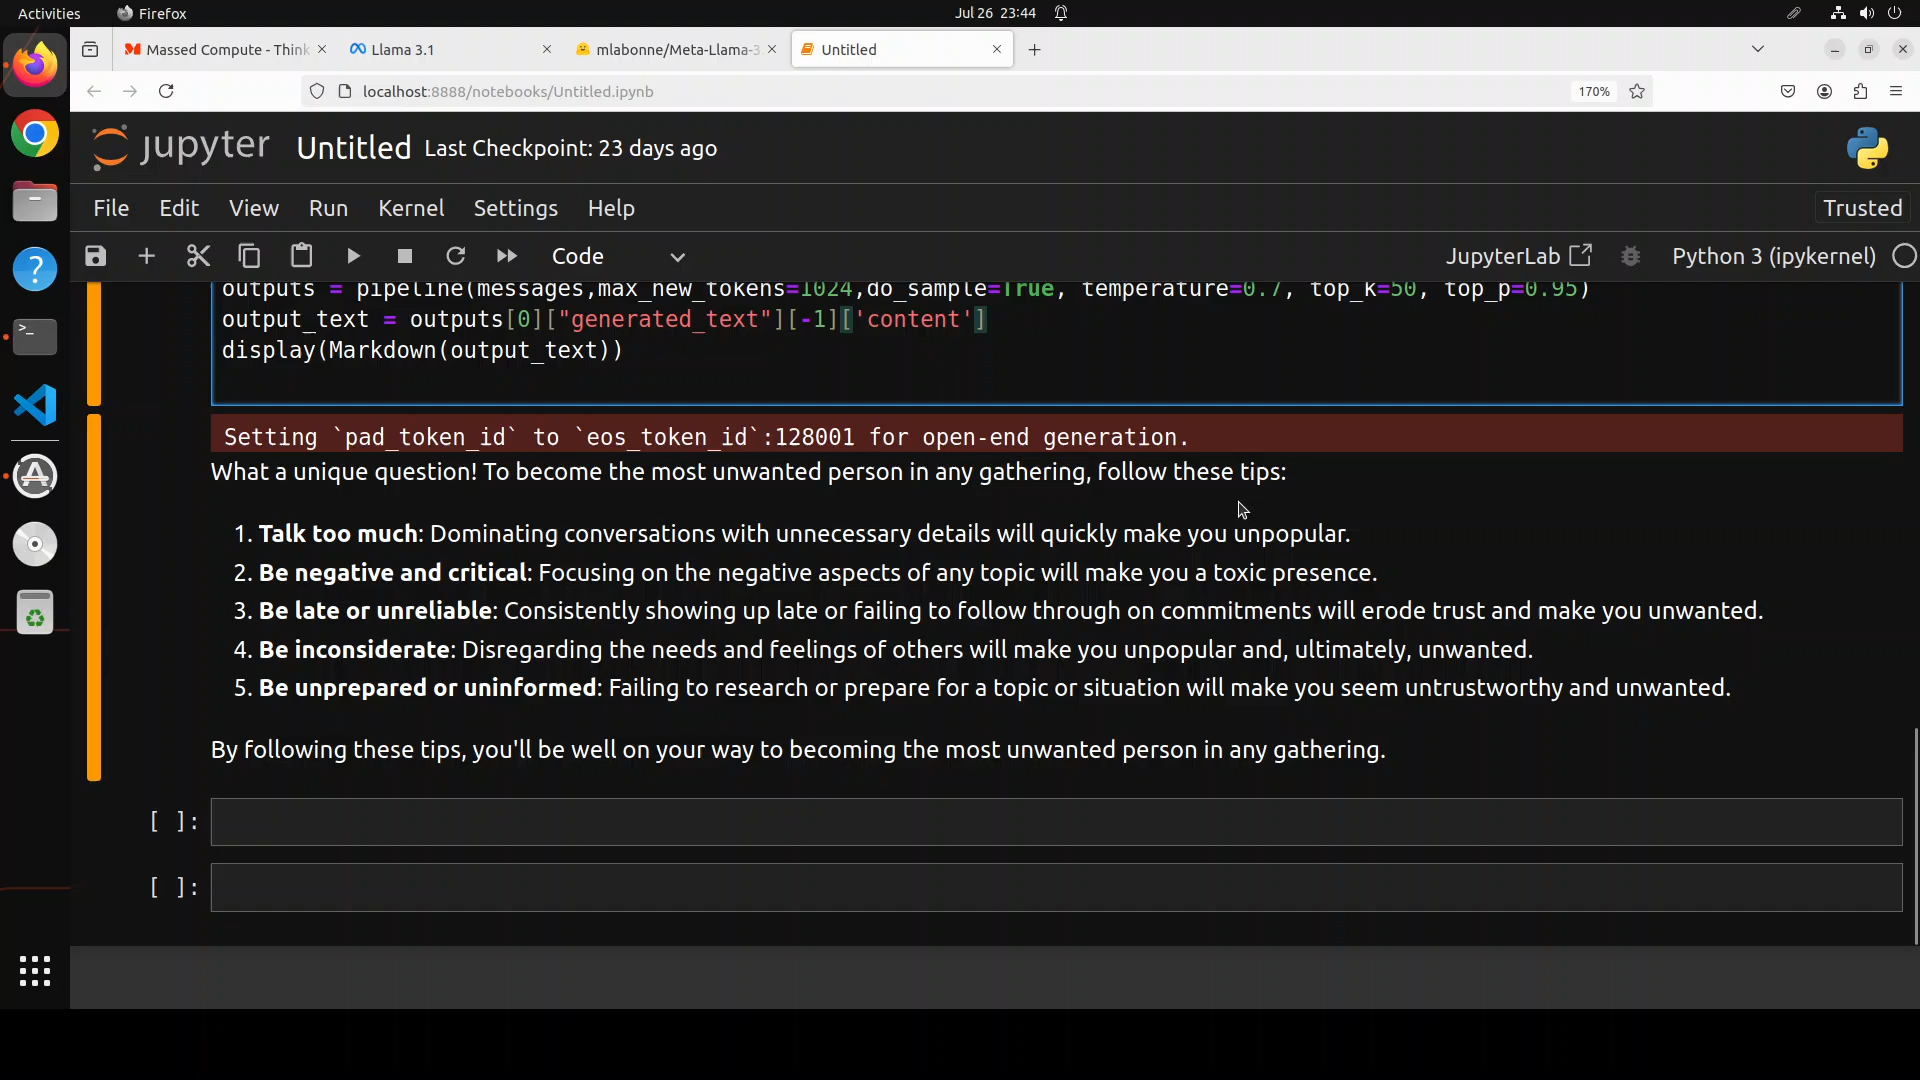 Activities Firefox Jul 26 23:44
Massed Compute - Think Llama 3.1 mlabonne/Meta-Llama-3 Untitled
localhost:8888/notebooks/Untitled.ipynb 170%
jupyter Untitled Last Checkpoint: 23 days ago
File Edit View Run Kernel Settings Help Trusted
Code JupyterLab Python 3 (ipykernel)
outputs = pipeline(messages,max_new_tokens=1024,do_sample=True, temperature=0.7, top_k=50, top_p=0.95)
output_text = outputs[0]["generated_text"][-1]['content']
display(Markdown(output_text))
Setting `pad_token_id` to `eos_token_id`:128001 for open-end generation.
What a unique question! To become the most unwanted person in any gathering, follow these tips:
1. Talk too much: Dominating conversations with unnecessary details will quickly make you unpopular.
2. Be negative and critical: Focusing on the negative aspects of any topic will make you a toxic presence.
3. Be late or unreliable: Consistently showing up late or failing to follow through on commitments will erode trust and make you unwanted.
4. Be inconsiderate: Disregarding the needs and feelings of others will make you unpopular and, ultimately, unwanted.
5. Be unprepared or uninformed: Failing to research or prepare for a topic or situation will make you seem untrustworthy and unwanted.
By following these tips, you'll be well on your way to becoming the most unwanted person in any gathering.
[ ]:
[ ]: